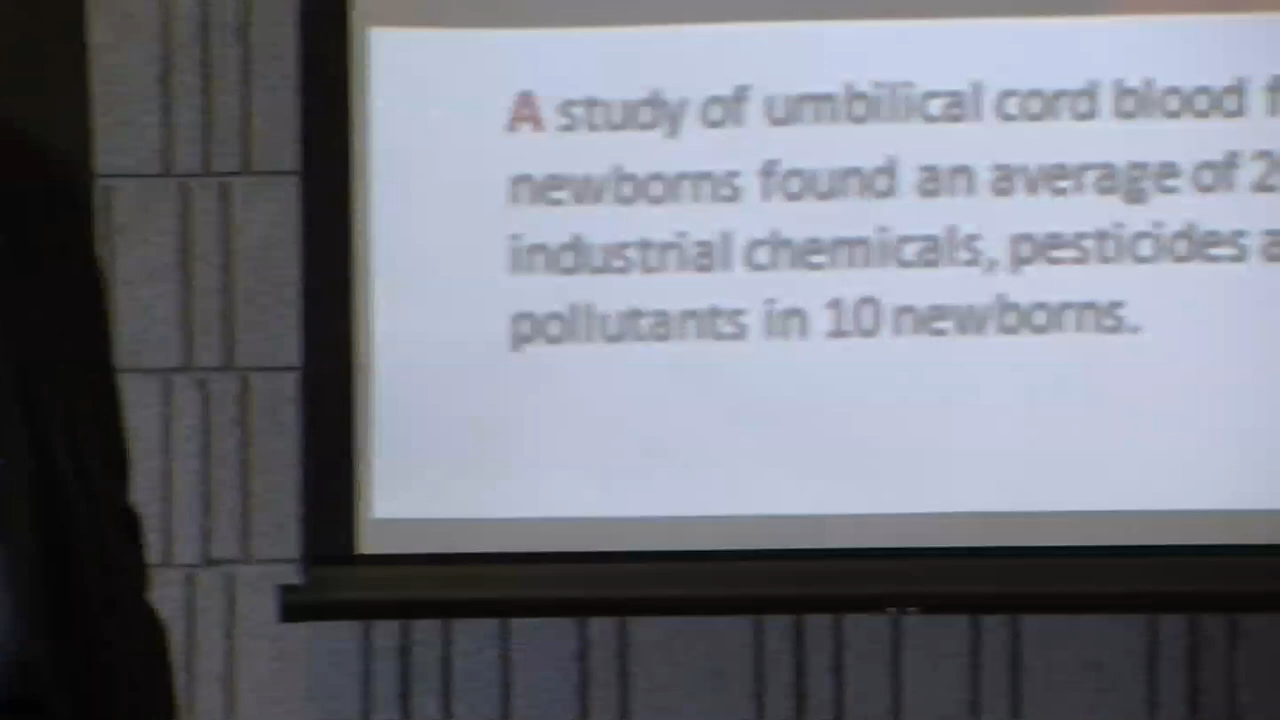 A study of umbilical cord blood
newborns found an average of
industrial chemicals, pesticides
pollutants in 10 newborns.